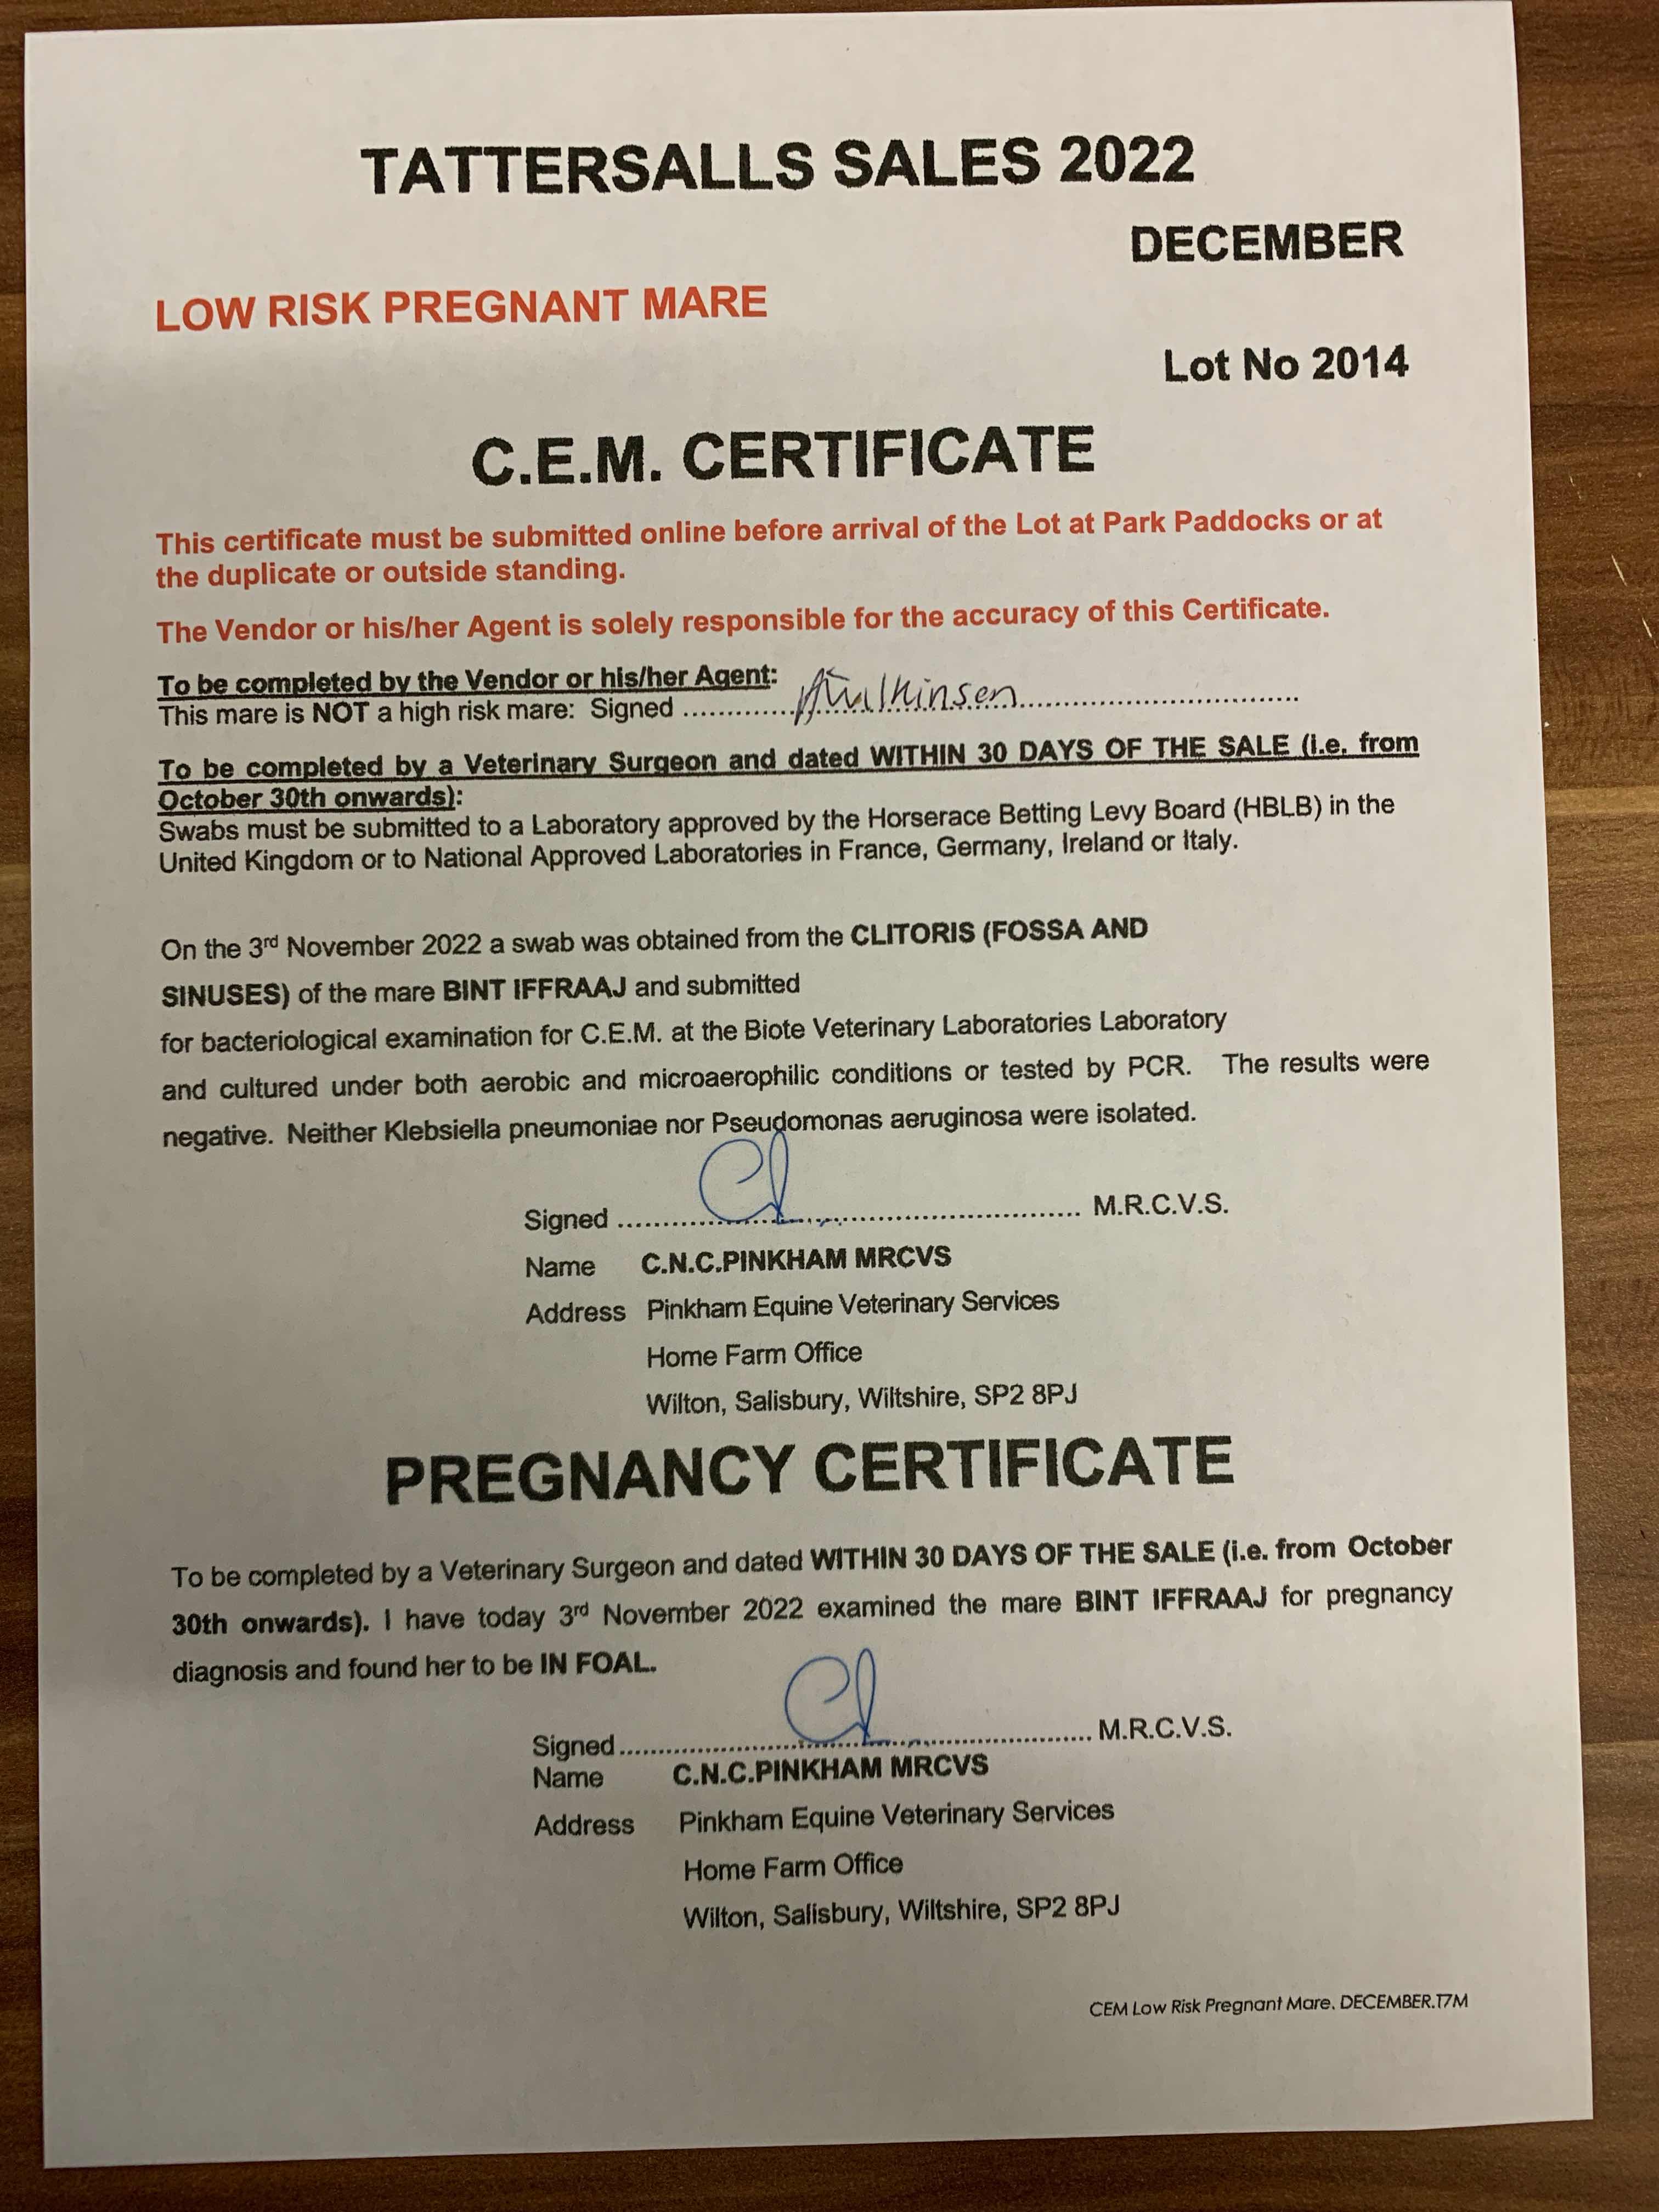 TATTERSALLS SALES 2022
DECEMBER
LOW RISK PREGNANT MARE
Lot No 2014
C.E.M. CERTIFICATE
This certificate must be submitted online before arrival of the Lot at Park Paddocks or at
the duplicate or outside standing.
The Vendor or his/her Agent is solely responsible for the accuracy of this Certificate.
To be completed by the Vendor or his/her Agent:
This mare is NOT a high risk mare: Signed ..........
To be completed by a Veterinary Surgeon and dated WITHIN 30 DAYS OF THE SALE (i.e. from
October 30th onwards):
Swabs must be submitted to a Laboratory approved by the Horserace Betting Levy Board (HBLB) in the
United Kingdom or to National Approved Laboratories in France, Germany, Ireland or Italy.
On the 3rd November 2022 a swab was obtained from the CLITORIS (FOSSA AND
SINUSES) of the mare BINT IFFRAAJ and submitted
for bacteriological examination for C.E.M. at the Biote Veterinary Laboratories Laboratory
and cultured under both aerobic and microaerophilic conditions or tested by PCR. The results were
negative. Neither Klebsiella pneumoniae nor Pseudomonas aeruginosa were isolated.
Signed .......... M.R.C.V.S.
Name C.N.C.PINKHAM MRCVS
Address Pinkham Equine Veterinary Services
Home Farm Office
Wilton, Salisbury, Wiltshire, SP2 8PJ
PREGNANCY CERTIFICATE
To be completed by a Veterinary Surgeon and dated WITHIN 30 DAYS OF THE SALE (i.e. from October
30th onwards). I have today 3rd November 2022 examined the mare BINT IFFRAAJ for pregnancy
diagnosis and found her to be IN FOAL.
Signed .......... M.R.C.V.S.
Name C.N.C.PINKHAM MRCVS
Address Pinkham Equine Veterinary Services
Home Farm Office
Wilton, Salisbury, Wiltshire, SP2 8PJ
CEM Low Risk Pregnant Mare. DECEMBER.17M